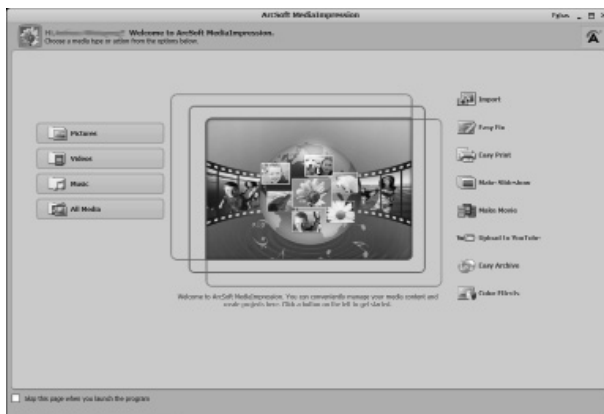 ArcSoft MediaImpression
Welcome to ArcSoft MediaImpression.
Choose a media type or action from the options below.
Pictures
Videos
Music
All Media
Import
Easy Fix
Easy Print
Make Slideshow
Make Movie
Upload to YouTube
Easy Archive
Color Effects
Welcome to ArcSoft MediaImpression. You can conveniently manage your media content and
create projects here. Click a button on the left to get started.
Skip this page when you launch the program